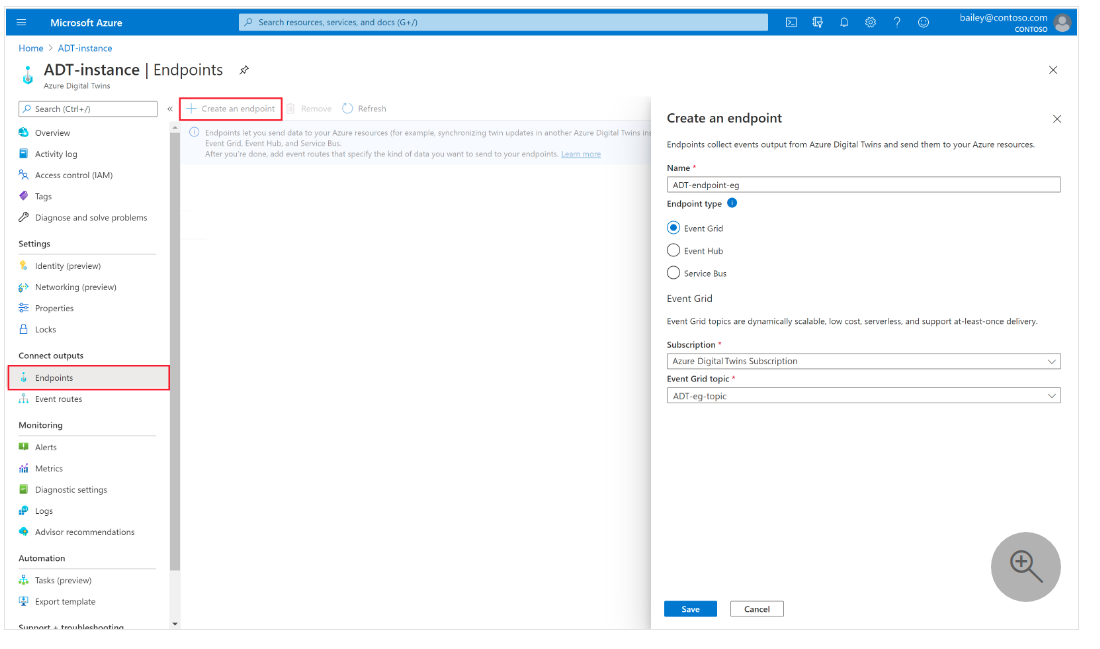 Microsoft Azure
Search resources, services, and docs (G+/)
bailey@contoso.com
CONTOSO
Home > ADT-instance
ADT-instance | Endpoints
Azure Digital Twins
Search (Ctrl+/)
«
Create an endpoint
Remove
Refresh
Overview
Activity log
Access control (IAM)
Tags
Diagnose and solve problems
Settings
Identity (preview)
Networking (preview)
Properties
Locks
Connect outputs
Endpoints
Event routes
Monitoring
Alerts
Metrics
Diagnostic settings
Logs
Advisor recommendations
Automation
Tasks (preview)
Export template
Support + troubleshooting
Endpoints let you send data to your Azure resources (for example, synchronizing twin updates in another Azure Digital Twins
Event Grid, Event Hub, and Service Bus.
After you're done, add event routes that specify the kind of data you want to send to your endpoints. Learn more
Create an endpoint
Endpoints collect events output from Azure Digital Twins and send them to your Azure resources.
Name *
ADT-endpoint-eg
Endpoint type
Event Grid
Event Hub
Service Bus
Event Grid
Event Grid topics are dynamically scalable, low cost, serverless, and support at-least-once delivery.
Subscription *
Azure Digital Twins Subscription
Event Grid topic *
ADT-eg-topic
Save
Cancel